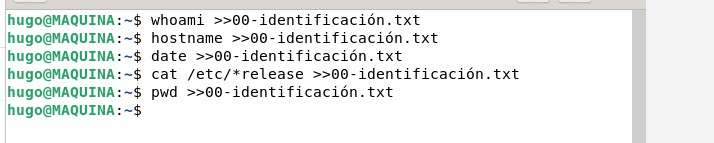 hugo@MAQUINA:~$ whoami >>00-identificación.txt
hugo@MAQUINA:~$ hostname >>00-identificación.txt
hugo@MAQUINA:~$ date >>00-identificación.txt
hugo@MAQUINA:~$ cat /etc/*release >>00-identificación.txt
hugo@MAQUINA:~$ pwd >>00-identificación.txt
hugo@MAQUINA:~$